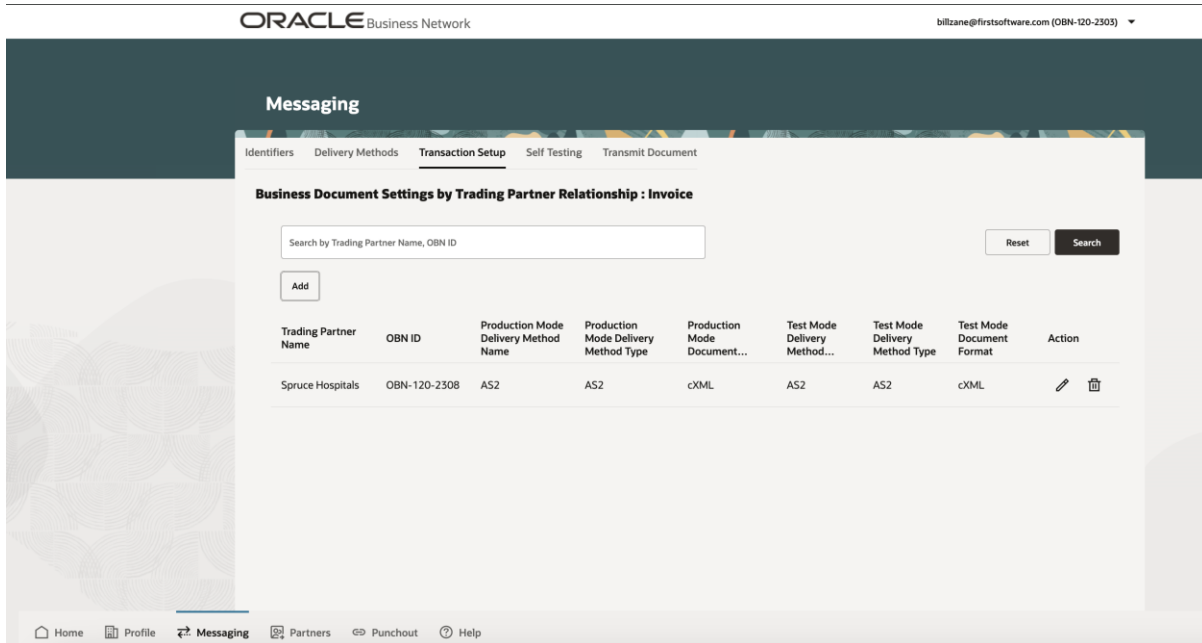 ORACLE Business Network
billzane@firstsoftware.com (OBN-120-2303)
Messaging
Identifiers Delivery Methods Transaction Setup Self Testing Transmit Document
Business Document Settings by Trading Partner Relationship : Invoice
Search by Trading Partner Name, OBN ID
Reset Search
Add
Trading Partner Name
OBN ID
Production Mode Delivery Method Name
Production Mode Delivery Method Type
Production Mode Document...
Test Mode Delivery Method...
Test Mode Delivery Method Type
Test Mode Document Format
Action
Spruce Hospitals OBN-120-2308 AS2 AS2 cXML AS2 AS2 cXML
Home Profile Messaging Partners Punchout Help